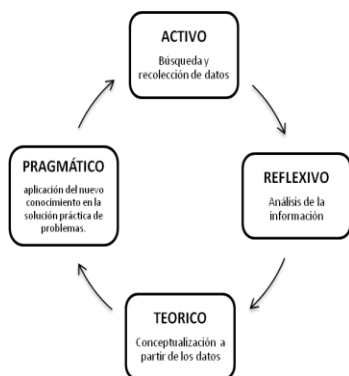 ACTIVO
Búsqueda y
recolección de datos
REFLEXIVO
Análisis de la
información
TEORICO
Conceptualización a
partir de los datos
PRAGMÁTICO
aplicación del nuevo
conocimiento en la
solución práctica de
problemas.